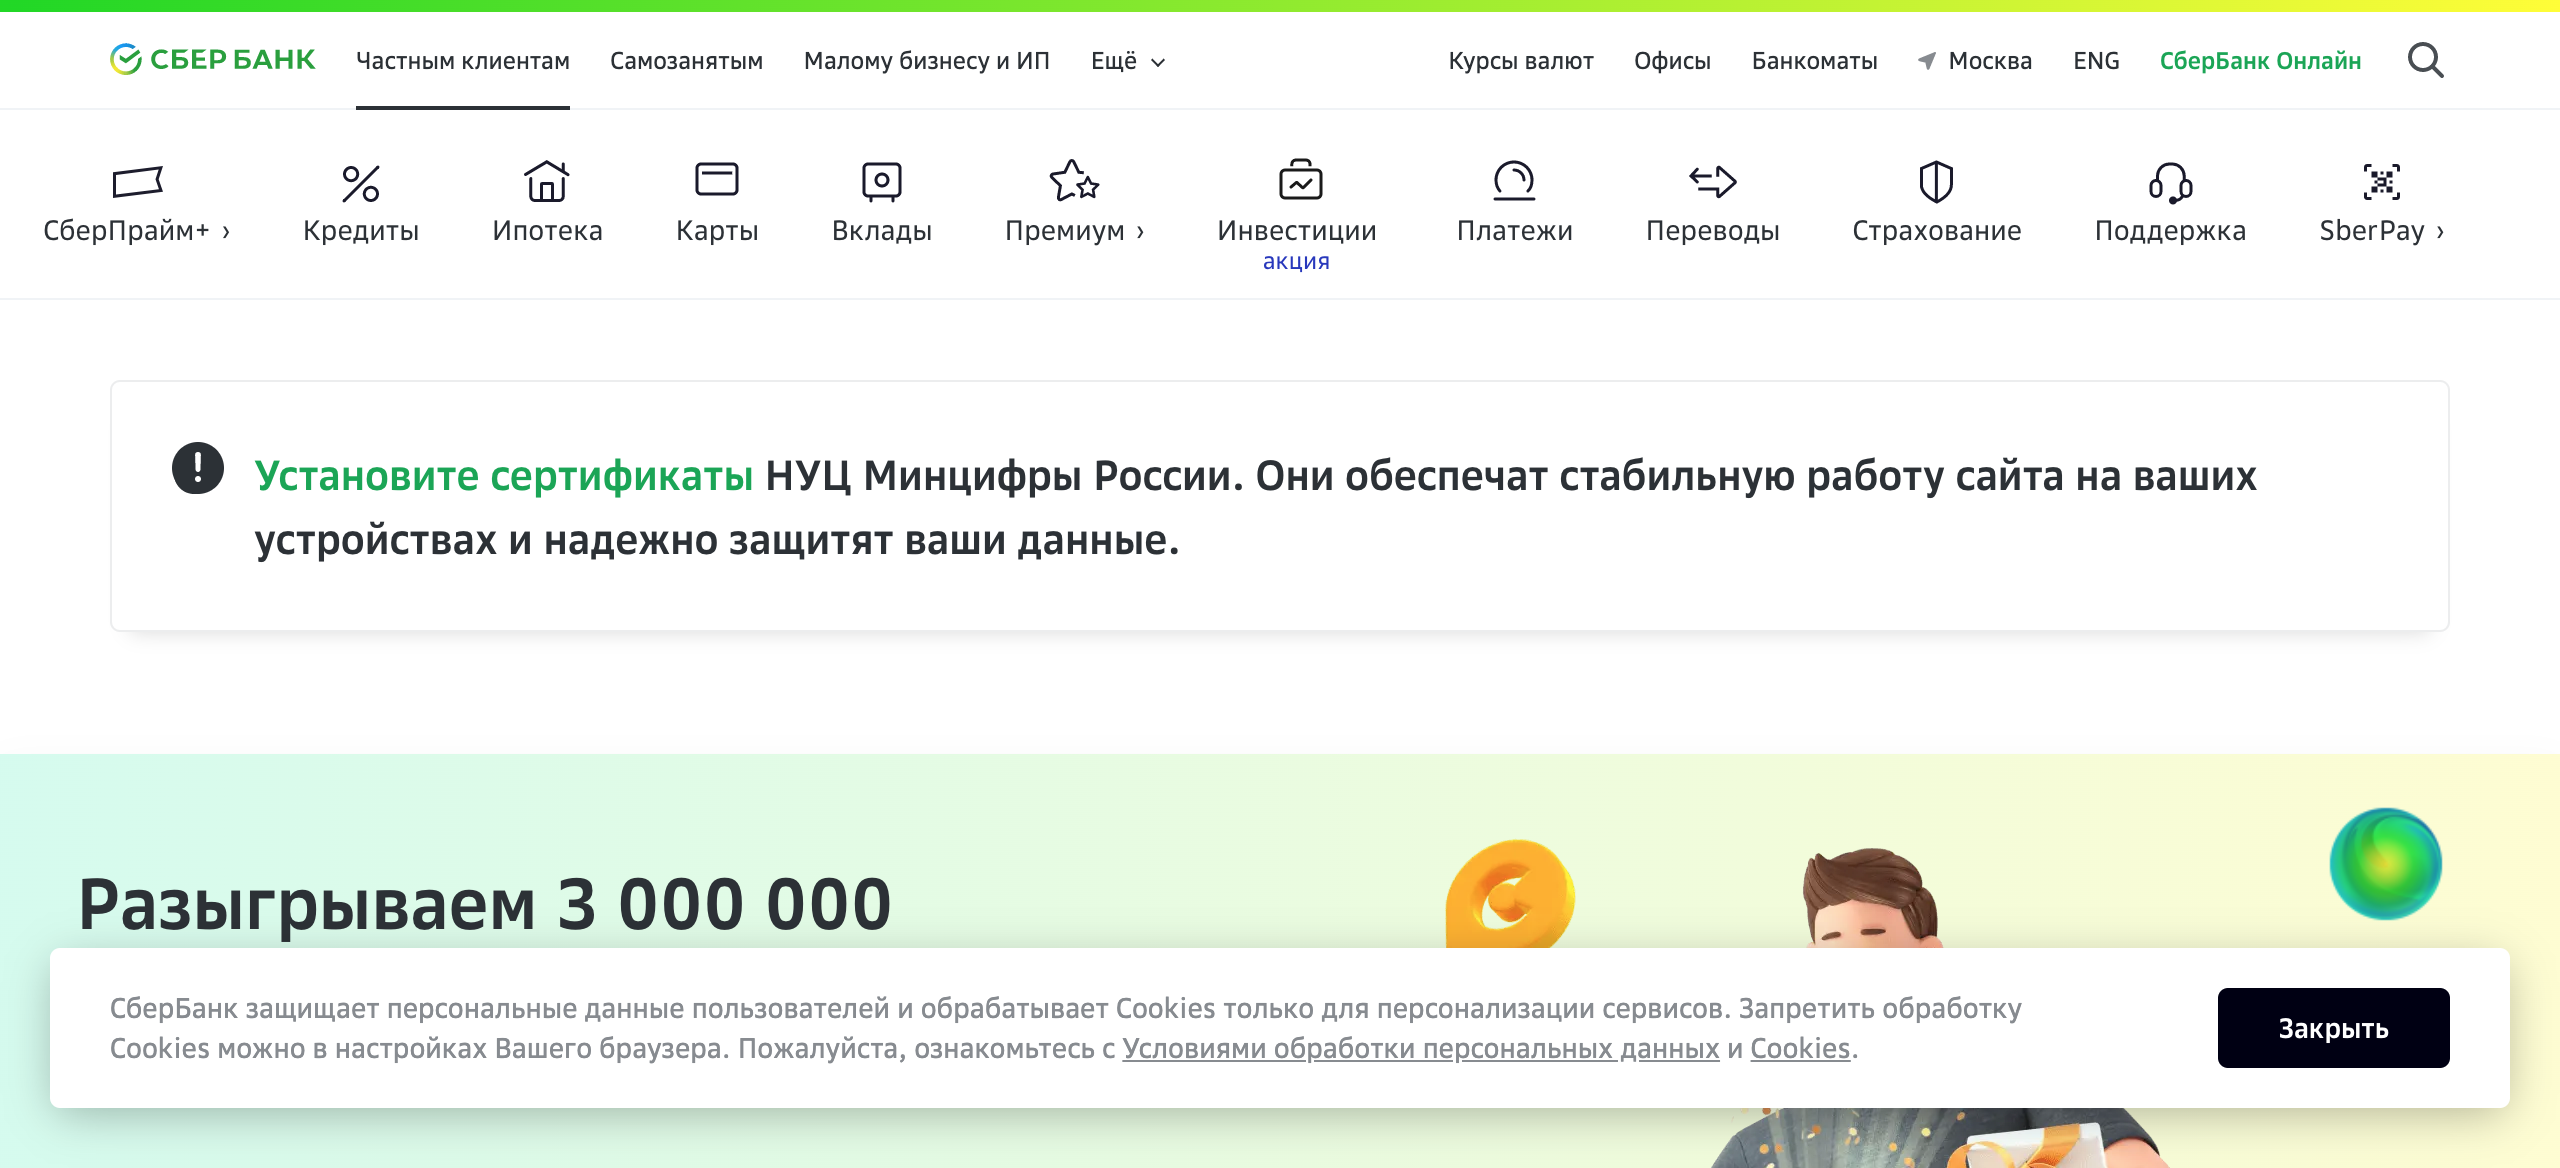 СБЕР БАНК
Частным клиентам
Самозанятым
Малому бизнесу и ИП
Ещё
Курсы валют
Офисы
Банкоматы
Москва
ENG
СберБанк Онлайн
СберПрайм+ ›
Кредиты
Ипотека
Карты
Вклады
Премиум ›
Инвестиции
акция
Платежи
Переводы
Страхование
Поддержка
SberPay ›
Установите сертификаты НУЦ Минцифры России. Они обеспечат стабильную работу сайта на ваших
устройствах и надежно защитят ваши данные.
Разыгрываем 3 000 000
СберБанк защищает персональные данные пользователей и обрабатывает Cookies только для персонализации сервисов. Запретить обработку
Cookies можно в настройках Вашего браузера. Пожалуйста, ознакомьтесь с Условиями обработки персональных данных и Cookies.
Закрыть